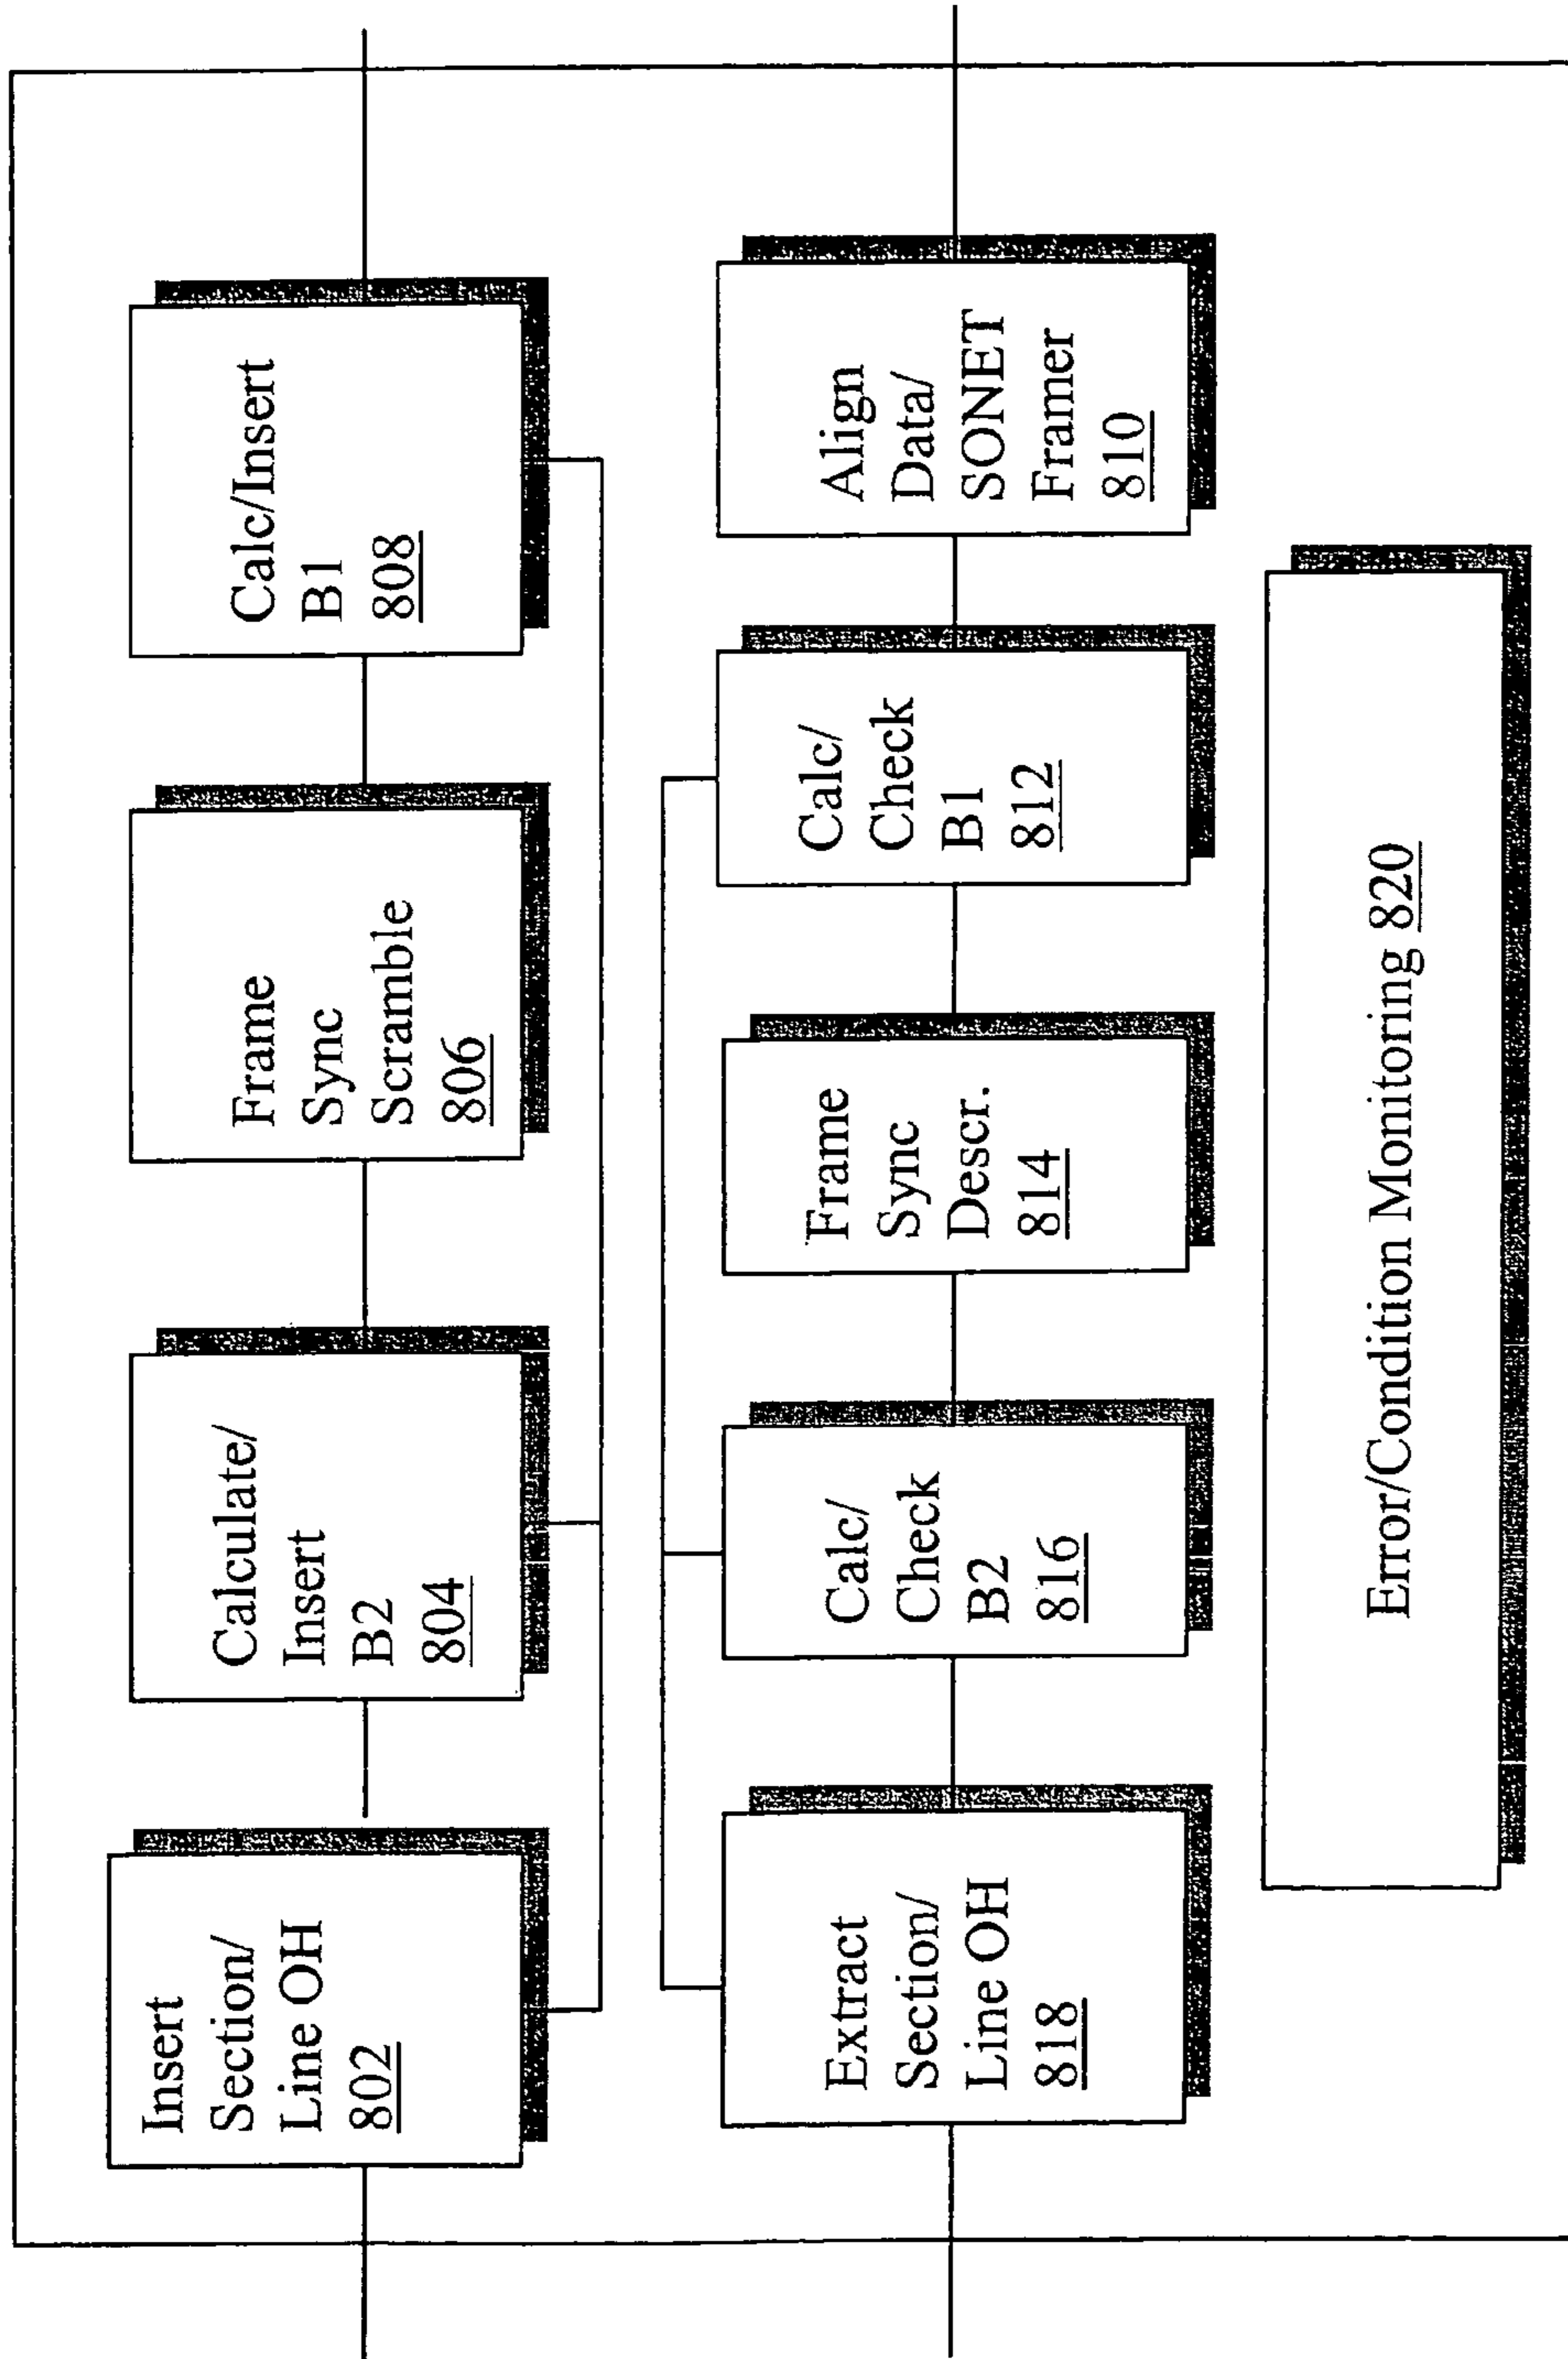 Insert
Section/
Line OH
802
Calculate/
Insert
B2
804
Frame
Sync
Scramble
806
Calc/Insert
B1
808
Extract
Section/
Line OH
818
Calc/
Check
B2
816
Frame
Sync
Descr.
814
Calc/
Check
B1
812
Align
Data/
SONET
Framer
810
Error/Condition Monitoring 820